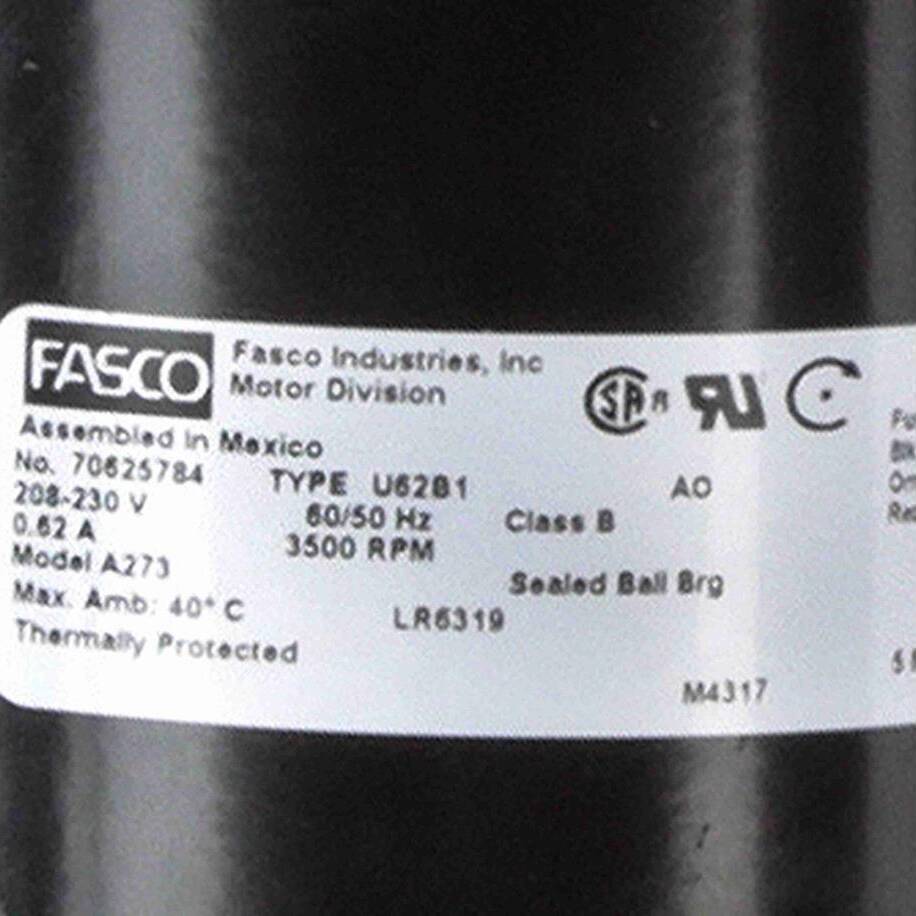 FASCO
Fasco Industries, Inc
Motor Division
Assembled in Mexico
No. 70625784
TYPE U62B1
AO
208-230 V
60/50 Hz
Class B
0.62 A
3500 RPM
Model A273
Sealed Ball Brg
Max. Amb: 40° C
LR6319
Thermally Protected
M4317